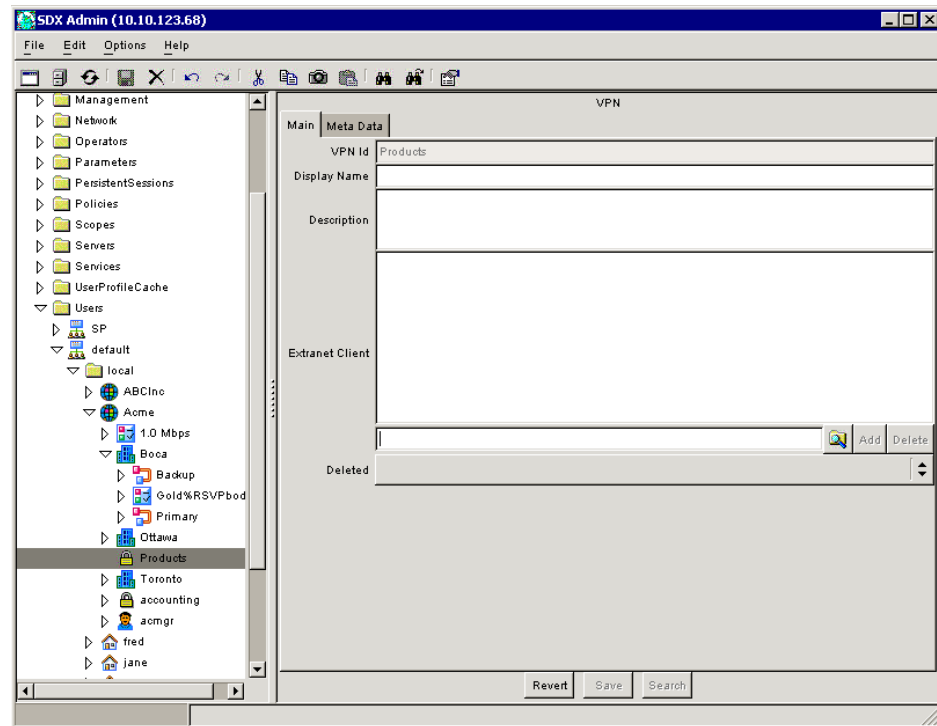 SDX Admin (10.10.123.68)
File Edit Options Help
Management
Network
Operators
Parameters
PersistentSessions
Policies
Scopes
Servers
Services
UserProfileCache
Users
SP
default
local
ABCInc
Acme
1.0 Mbps
Boca
Backup
Gold%RSVPbod
Primary
Ottawa
Products
Toronto
accounting
acmgr
fred
jane
VPN
Main Meta Data
VPN Id Products
Display Name
Description
Extranet Client
Add Delete
Deleted
Revert Save Search